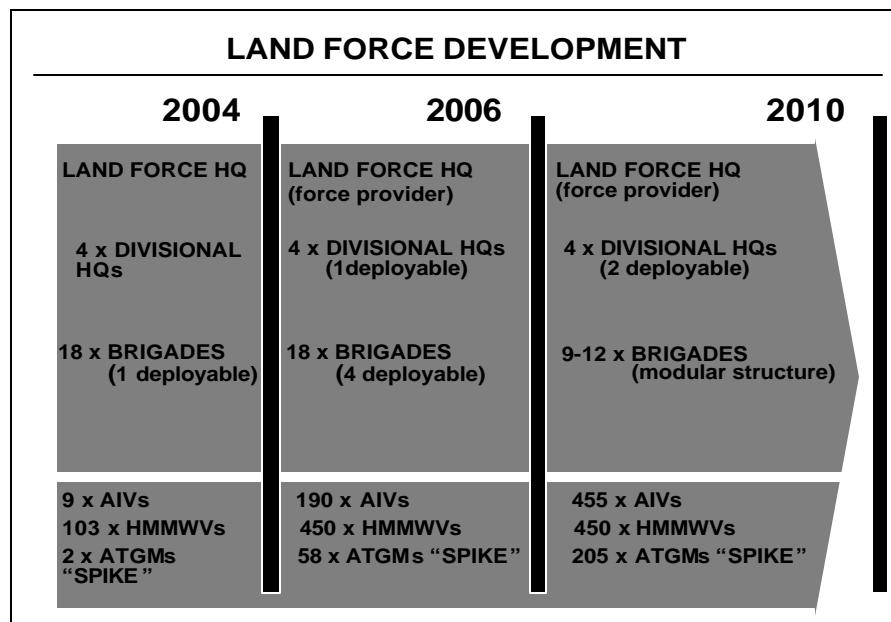 LAND FORCE DEVELOPMENT
2004
2006
2010
LAND FORCE HQ
4 x DIVISIONAL
HQs
18 x BRIGADES
(1 deployable)
LAND FORCE HQ
(force provider)
4 x DIVISIONAL HQs
(1deployable)
18 x BRIGADES
(4 deployable)
LAND FORCE HQ
(force provider)
4 x DIVISIONAL HQs
(2 deployable)
9-12 x BRIGADES
(modular structure)
9 x AIVs
103 x HMMWVs
2 x ATGMs
“SPIKE”
190 x AIVs
450 x HMMWVs
58 x ATGMs “SPIKE”
455 x AIVs
450 x HMMWVs
205 x ATGMs “SPIKE”